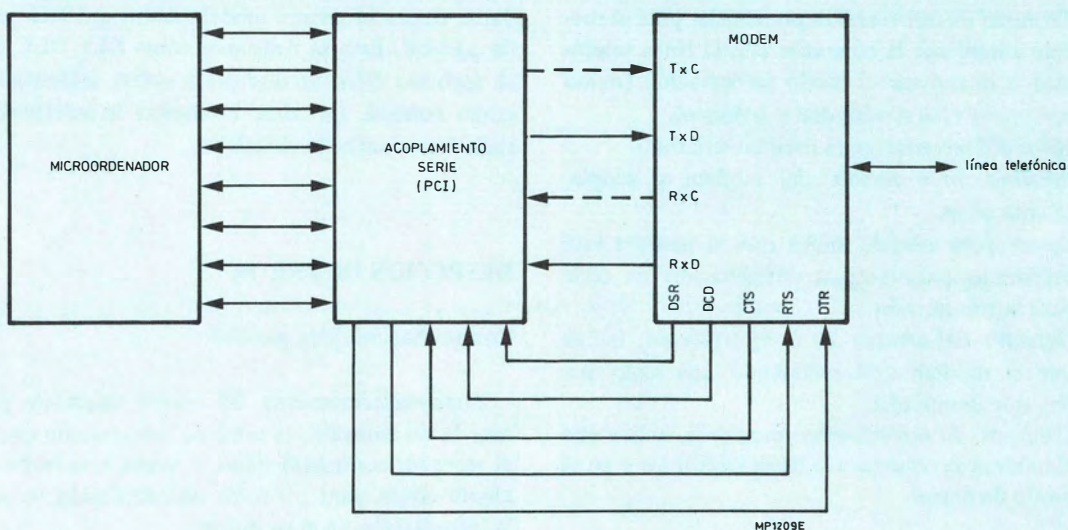 MICROORDENADOR
ACOPLAMIENTO
SERIE
(PCI)
MODEM
TxC
TxD
RxC
RxD
DSR
DCD
CTS
RTS
DTR
línea telefónica
MP1209E